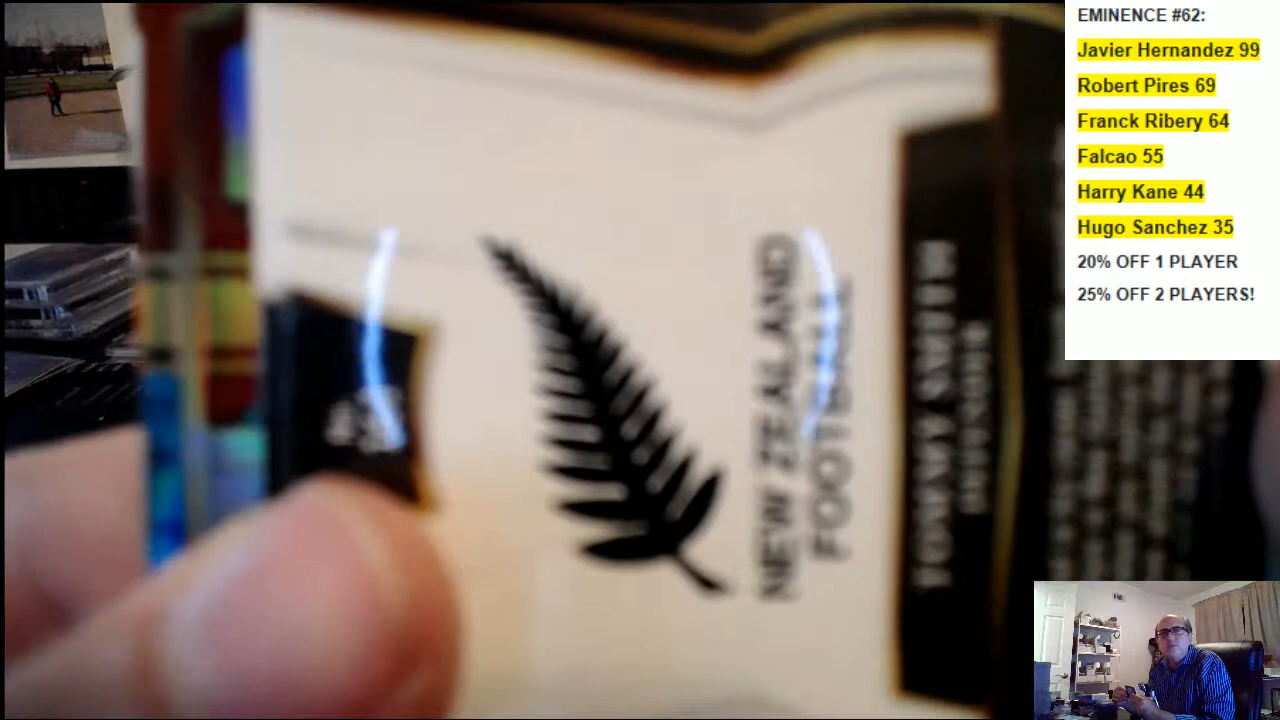 EMINENCE #62:
Javier Hernandez 99
Robert Pires 69
Franck Ribery 64
Falcao 55
Harry Kane 44
Hugo Sanchez 35
20% OFF 1 PLAYER
25% OFF 2 PLAYERS!
NEW ZEALAND
FOOTBALL